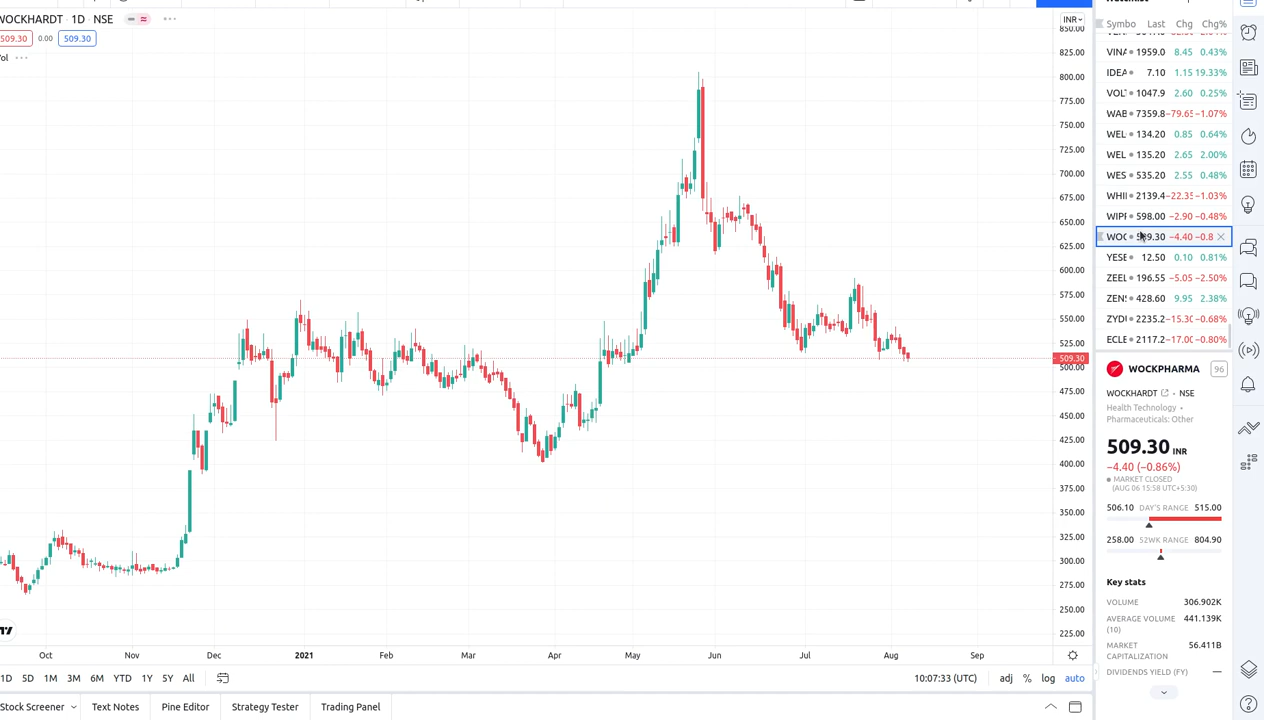 WOCKHARDT · 1D · NSE
509.30 0.00 509.30
Vol
INR
850.00
825.00
800.00
775.00
750.00
725.00
700.00
675.00
650.00
625.00
600.00
575.00
550.00
525.00
509.30
500.00
475.00
450.00
425.00
400.00
375.00
350.00
325.00
300.00
275.00
250.00
225.00
Oct Nov Dec 2021 Feb Mar Apr May Jun Jul Aug Sep
1D 5D 1M 3M 6M YTD 1Y 5Y All 10:07:33 (UTC) adj % log auto
Stock Screener Text Notes Pine Editor Strategy Tester Trading Panel
Symbo Last Chg Chg%
VINA 1959.0 8.45 0.43%
IDEA 7.10 1.15 19.33%
VOL 1047.9 2.60 0.25%
WAB 7359.8 −79.65 −1.07%
WEL 134.20 0.85 0.64%
WEL 135.20 2.65 2.00%
WES 535.20 2.55 0.48%
WHI 2139.4 −22.35 −1.03%
WIPF 598.00 −2.90 −0.48%
WOC −4.40 −0.8
YESE 12.50 0.10 0.81%
ZEEL 196.55 −5.05 −2.50%
ZEN 428.60 9.95 2.38%
ZYDI 2235.2 −15.30 −0.68%
ECLE 2117.2 −17.00 −0.80%
WOCKPHARMA 96
WOCKHARDT · NSE
Health Technology ·
Pharmaceuticals: Other
509.30 INR
−4.40 (−0.86%)
MARKET CLOSED
(AUG 06 15:58 UTC+5:30)
506.10 DAY'S RANGE 515.00
258.00 52WK RANGE 804.90
Key stats
VOLUME 306.902K
AVERAGE VOLUME 441.139K
(10)
MARKET 56.411B
CAPITALIZATION
DIVIDENDS YIELD (FY) —